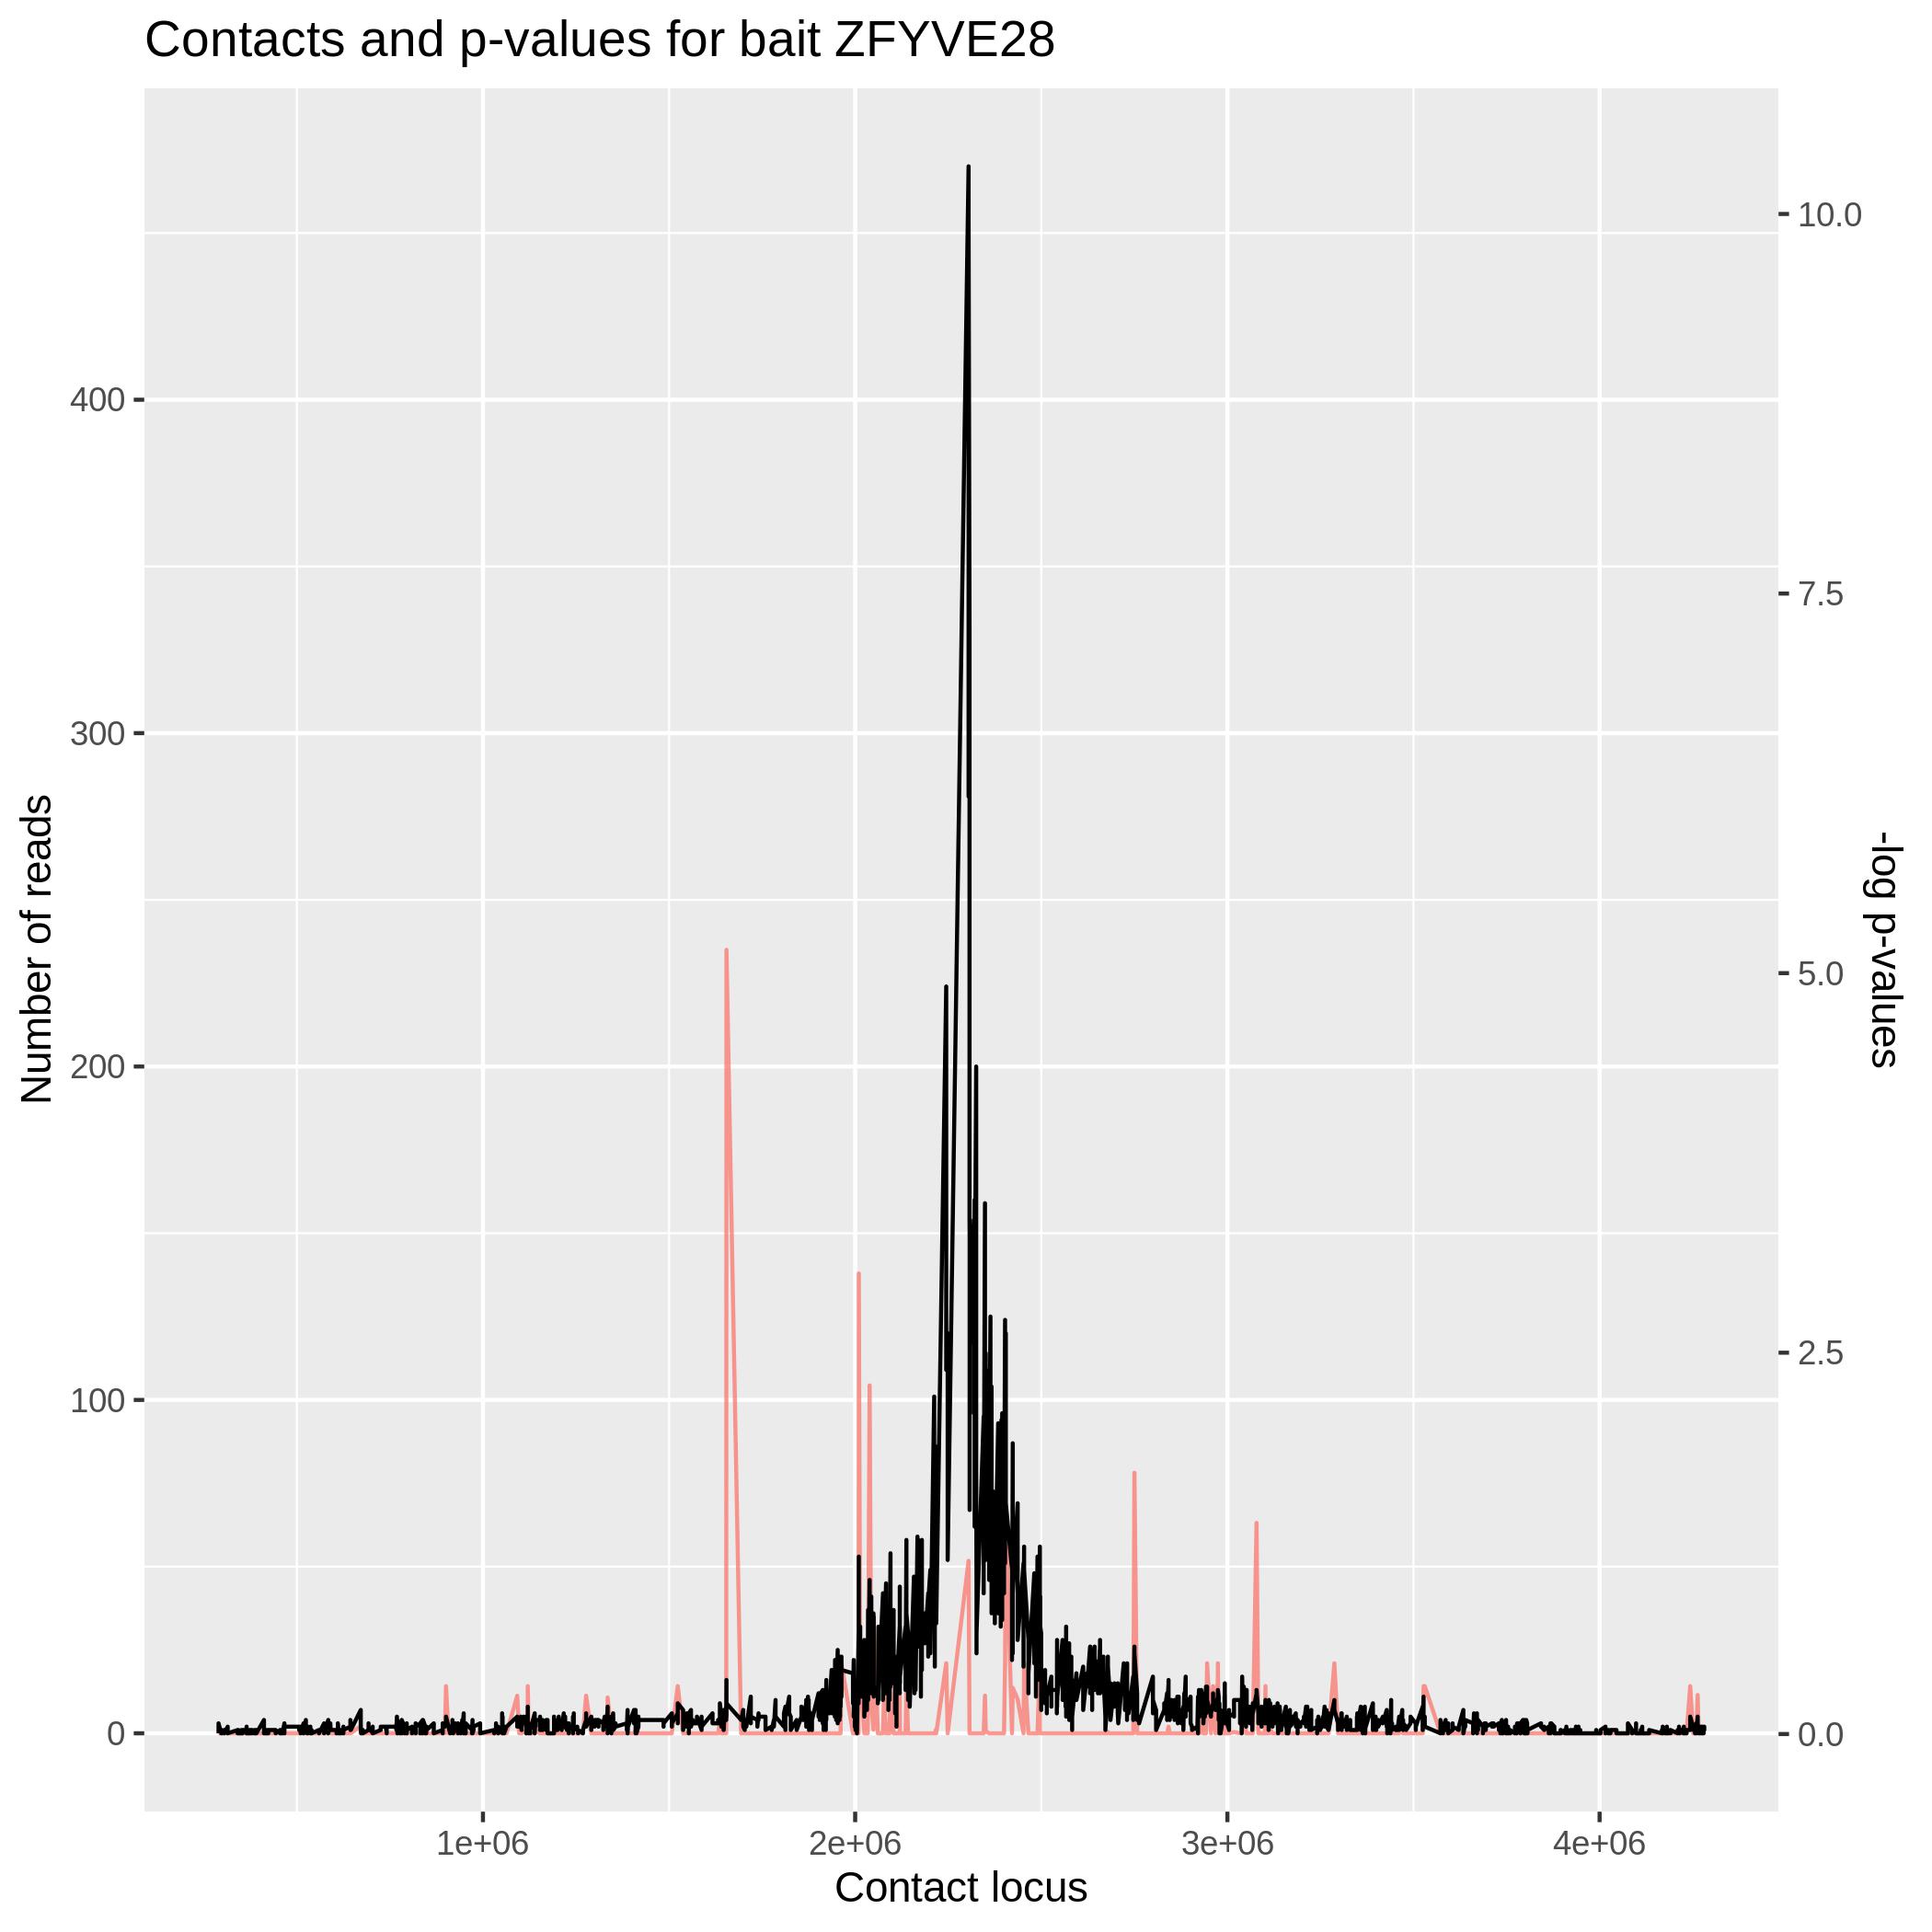 Contacts and p-values for bait ZFYVE28
Number of reads
400
300
200
100
0
10.0
7.5
5.0
2.5
0.0
-log p-values
1e+06
2e+06
3e+06
4e+06
Contact locus